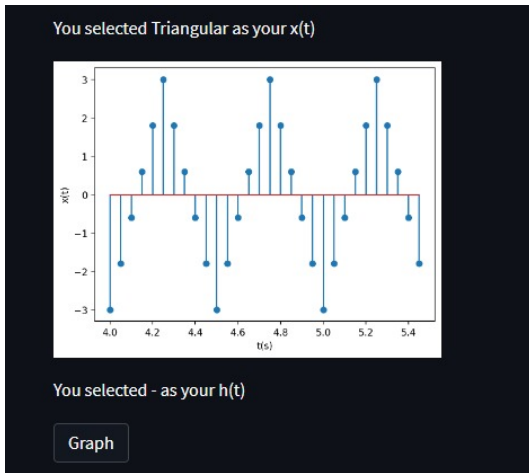 You selected Triangular as your x(t)
3
2
1
0
−1
−2
−3
x(t)
4.0 4.2 4.4 4.6 4.8 5.0 5.2 5.4
t(s)
You selected - as your h(t)
Graph